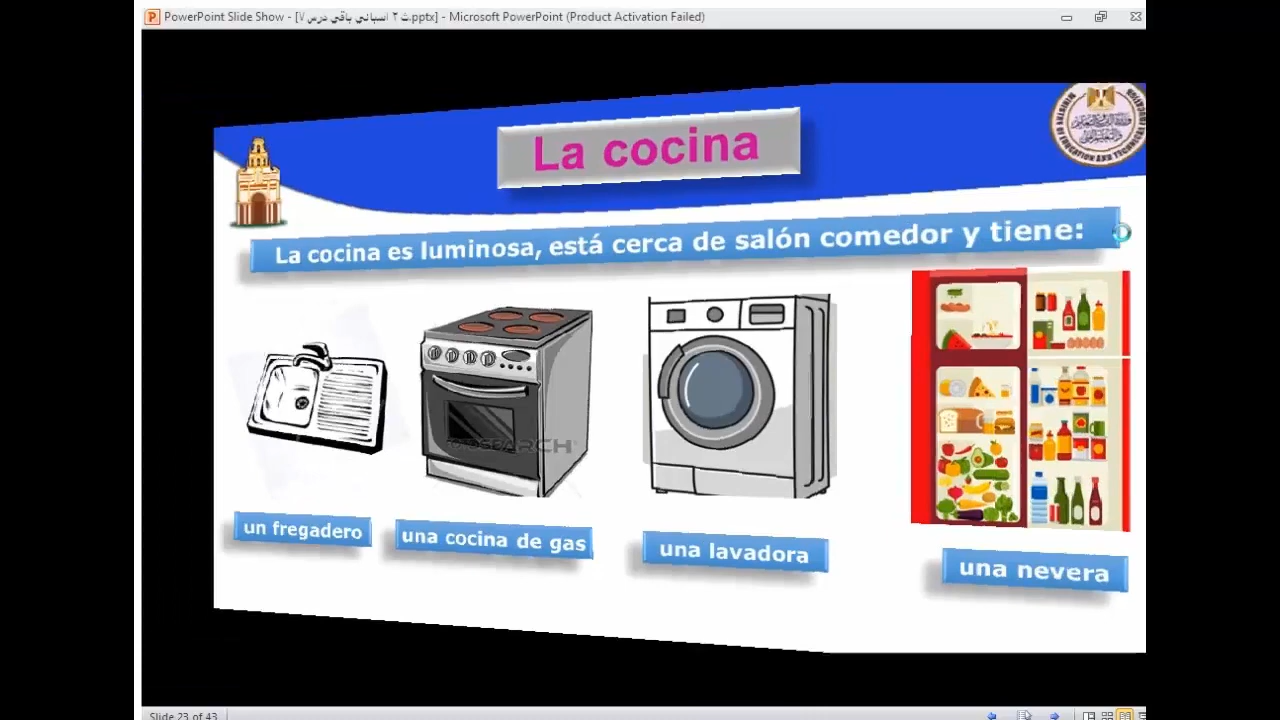 PowerPoint Slide Show - [ث ٢ اسباني باقي درس ٧.pptx] - Microsoft PowerPoint (Product Activation Failed)
La cocina
La cocina es luminosa, está cerca de salón comedor y tiene:
un fregadero
una cocina de gas
una lavadora
una nevera
Slide 23 of 43